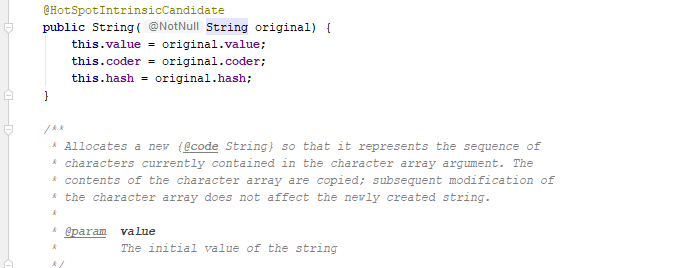 @HotSpotIntrinsicCandidate
public String( @NotNull String original) {
this.value = original.value;
this.coder = original.coder;
this.hash = original.hash;
}
/**
* Allocates a new {@code String} so that it represents the sequence of
* characters currently contained in the character array argument. The
* contents of the character array are copied; subsequent modification of
* the character array does not affect the newly created string.
*
* @param value
* The initial value of the string
*/